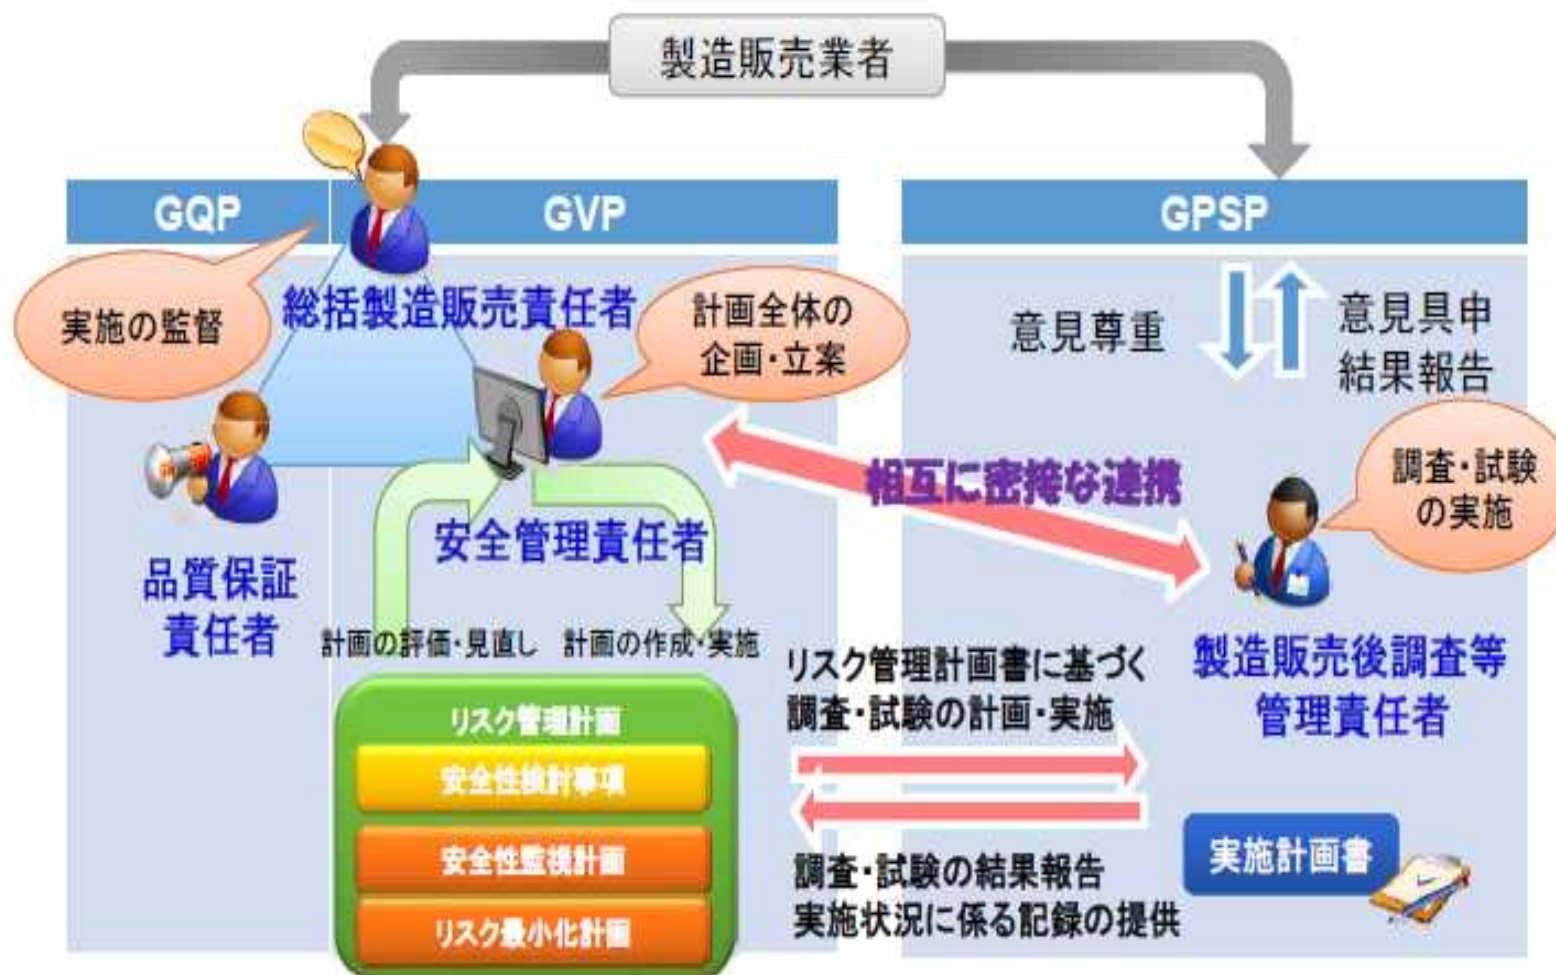 製造販売業者
GQP
GVP
GPSP
実施の監督
総括製造販売責任者
計画全体の
企画・立案
意見尊重
意見具申
結果報告
相互に密接な連携
調査・試験
の実施
安全管理責任者
品質保証
責任者
計画の評価・見直し
計画の作成・実施
製造販売後調査等
管理責任者
リスク管理計画書に基づく
調査・試験の計画・実施
リスク管理計画
安全性検討事項
安全性監視計画
リスク最小化計画
調査・試験の結果報告
実施状況に係る記録の提供
実施計画書